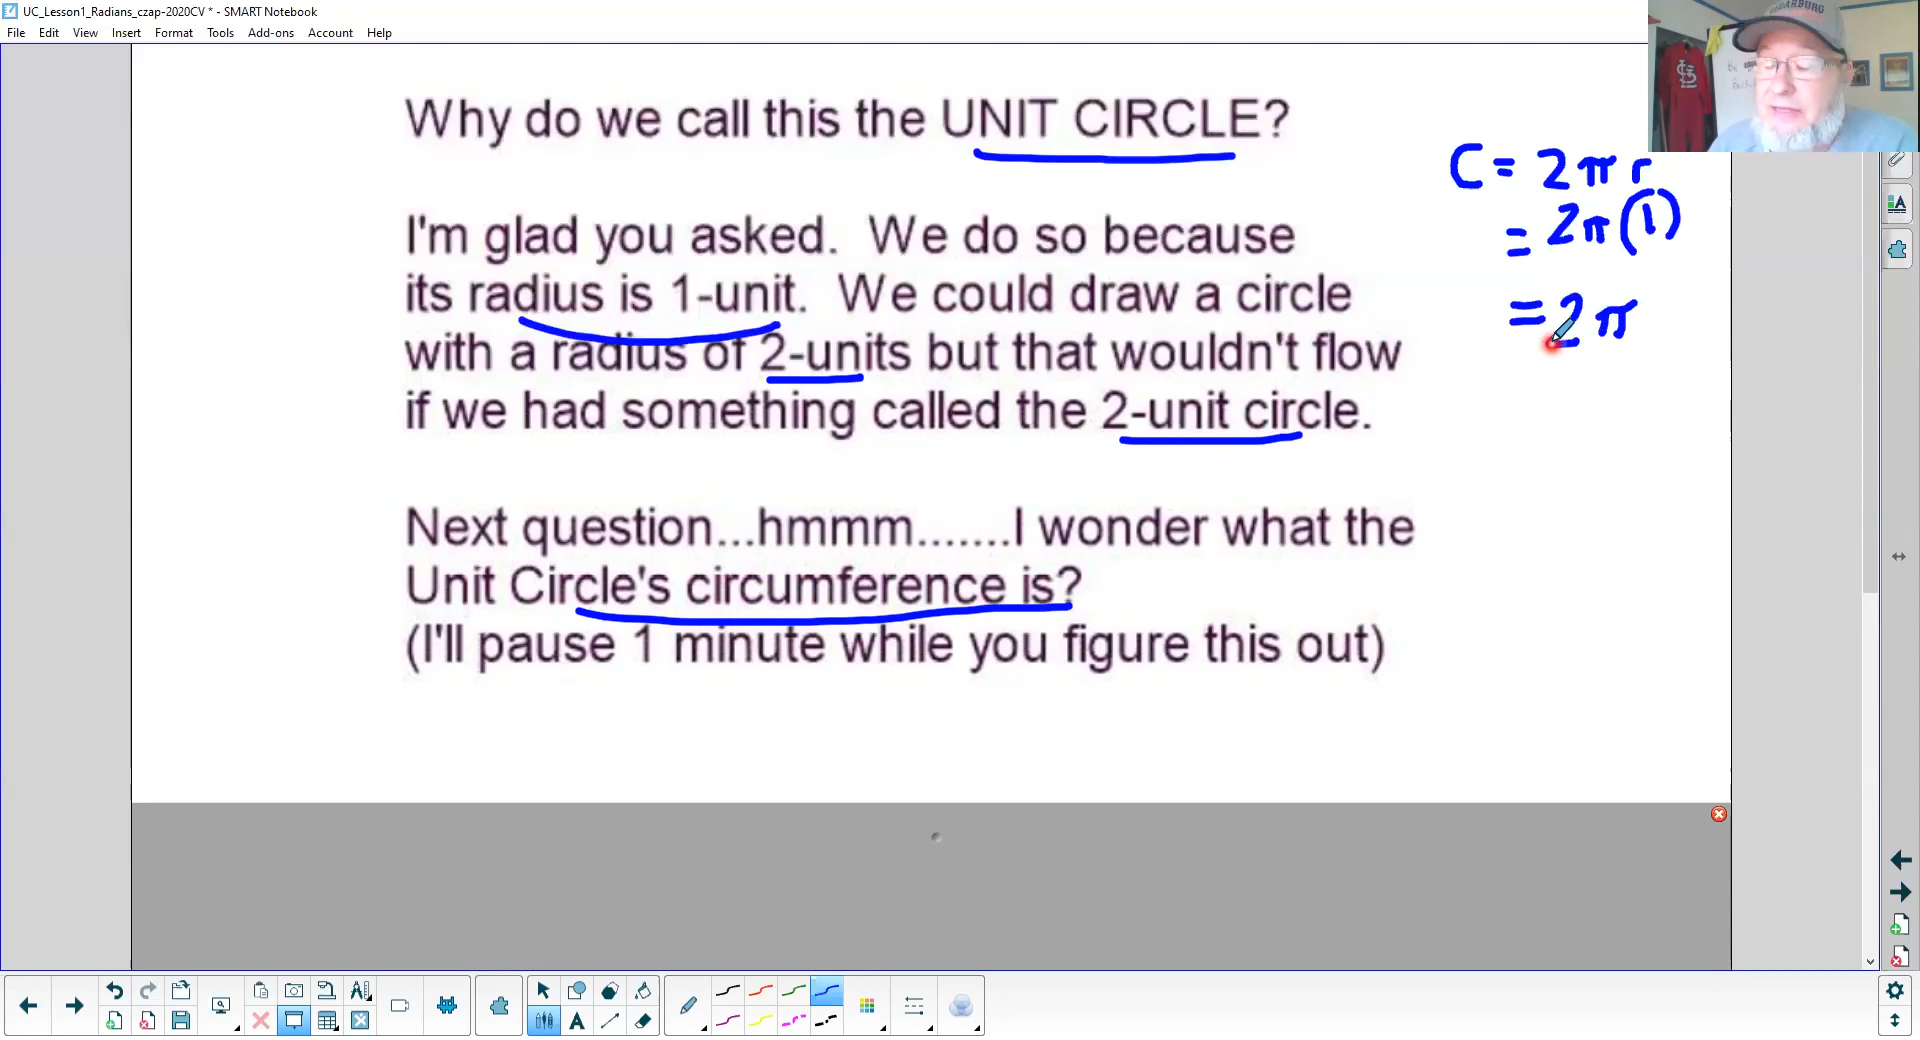 UC_Lesson1_Radians_czap-2020CV * - SMART Notebook
File Edit View Insert Format Tools Add-ons Account Help
Why do we call this the UNIT CIRCLE?
I'm glad you asked. We do so because
its radius is 1-unit. We could draw a circle
with a radius of 2-units but that wouldn't flow
if we had something called the 2-unit circle.
Next question...hmmm.......I wonder what the
Unit Circle's circumference is?
(I'll pause 1 minute while you figure this out)
C = 2πr
= 2π(1)
= 2π